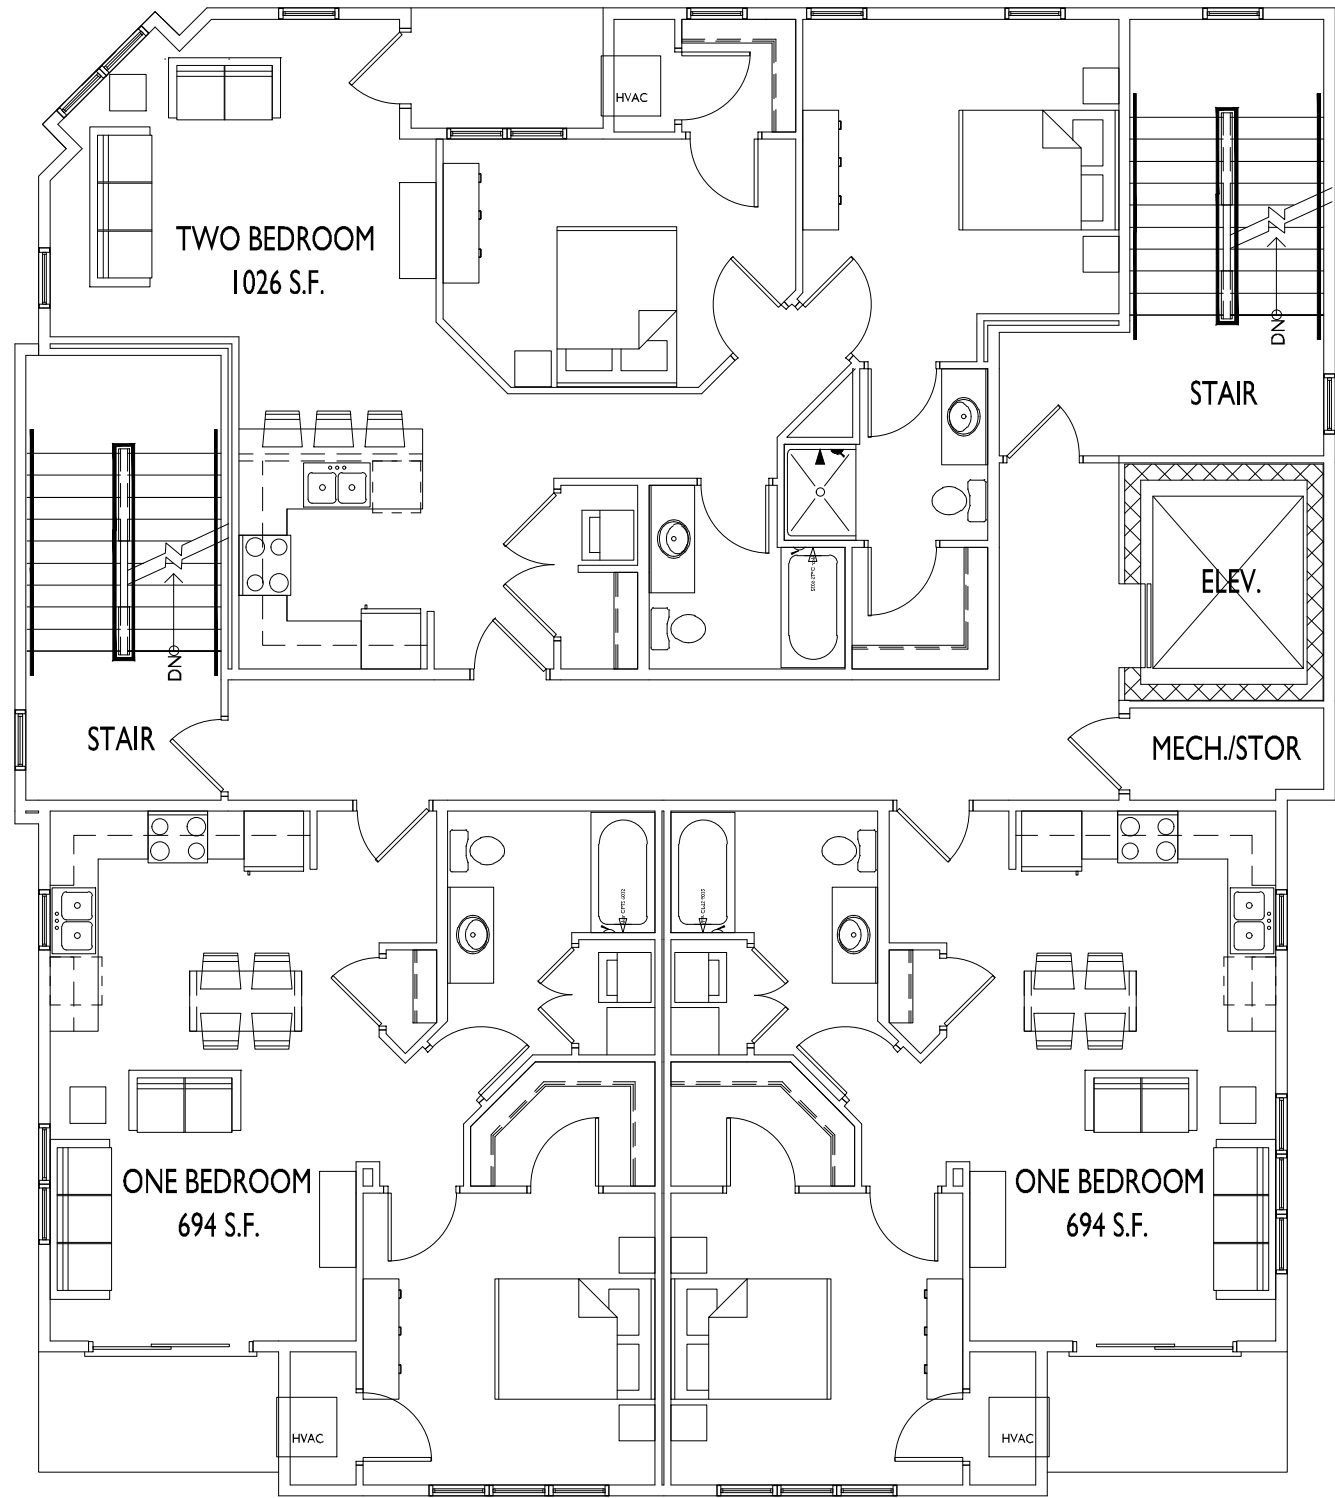 HVAC
TWO BEDROOM
1026 S.F.
DN
STAIR
ELEV.
DN
STAIR
MECH./STOR
ONE BEDROOM
694 S.F.
ONE BEDROOM
694 S.F.
HVAC
HVAC